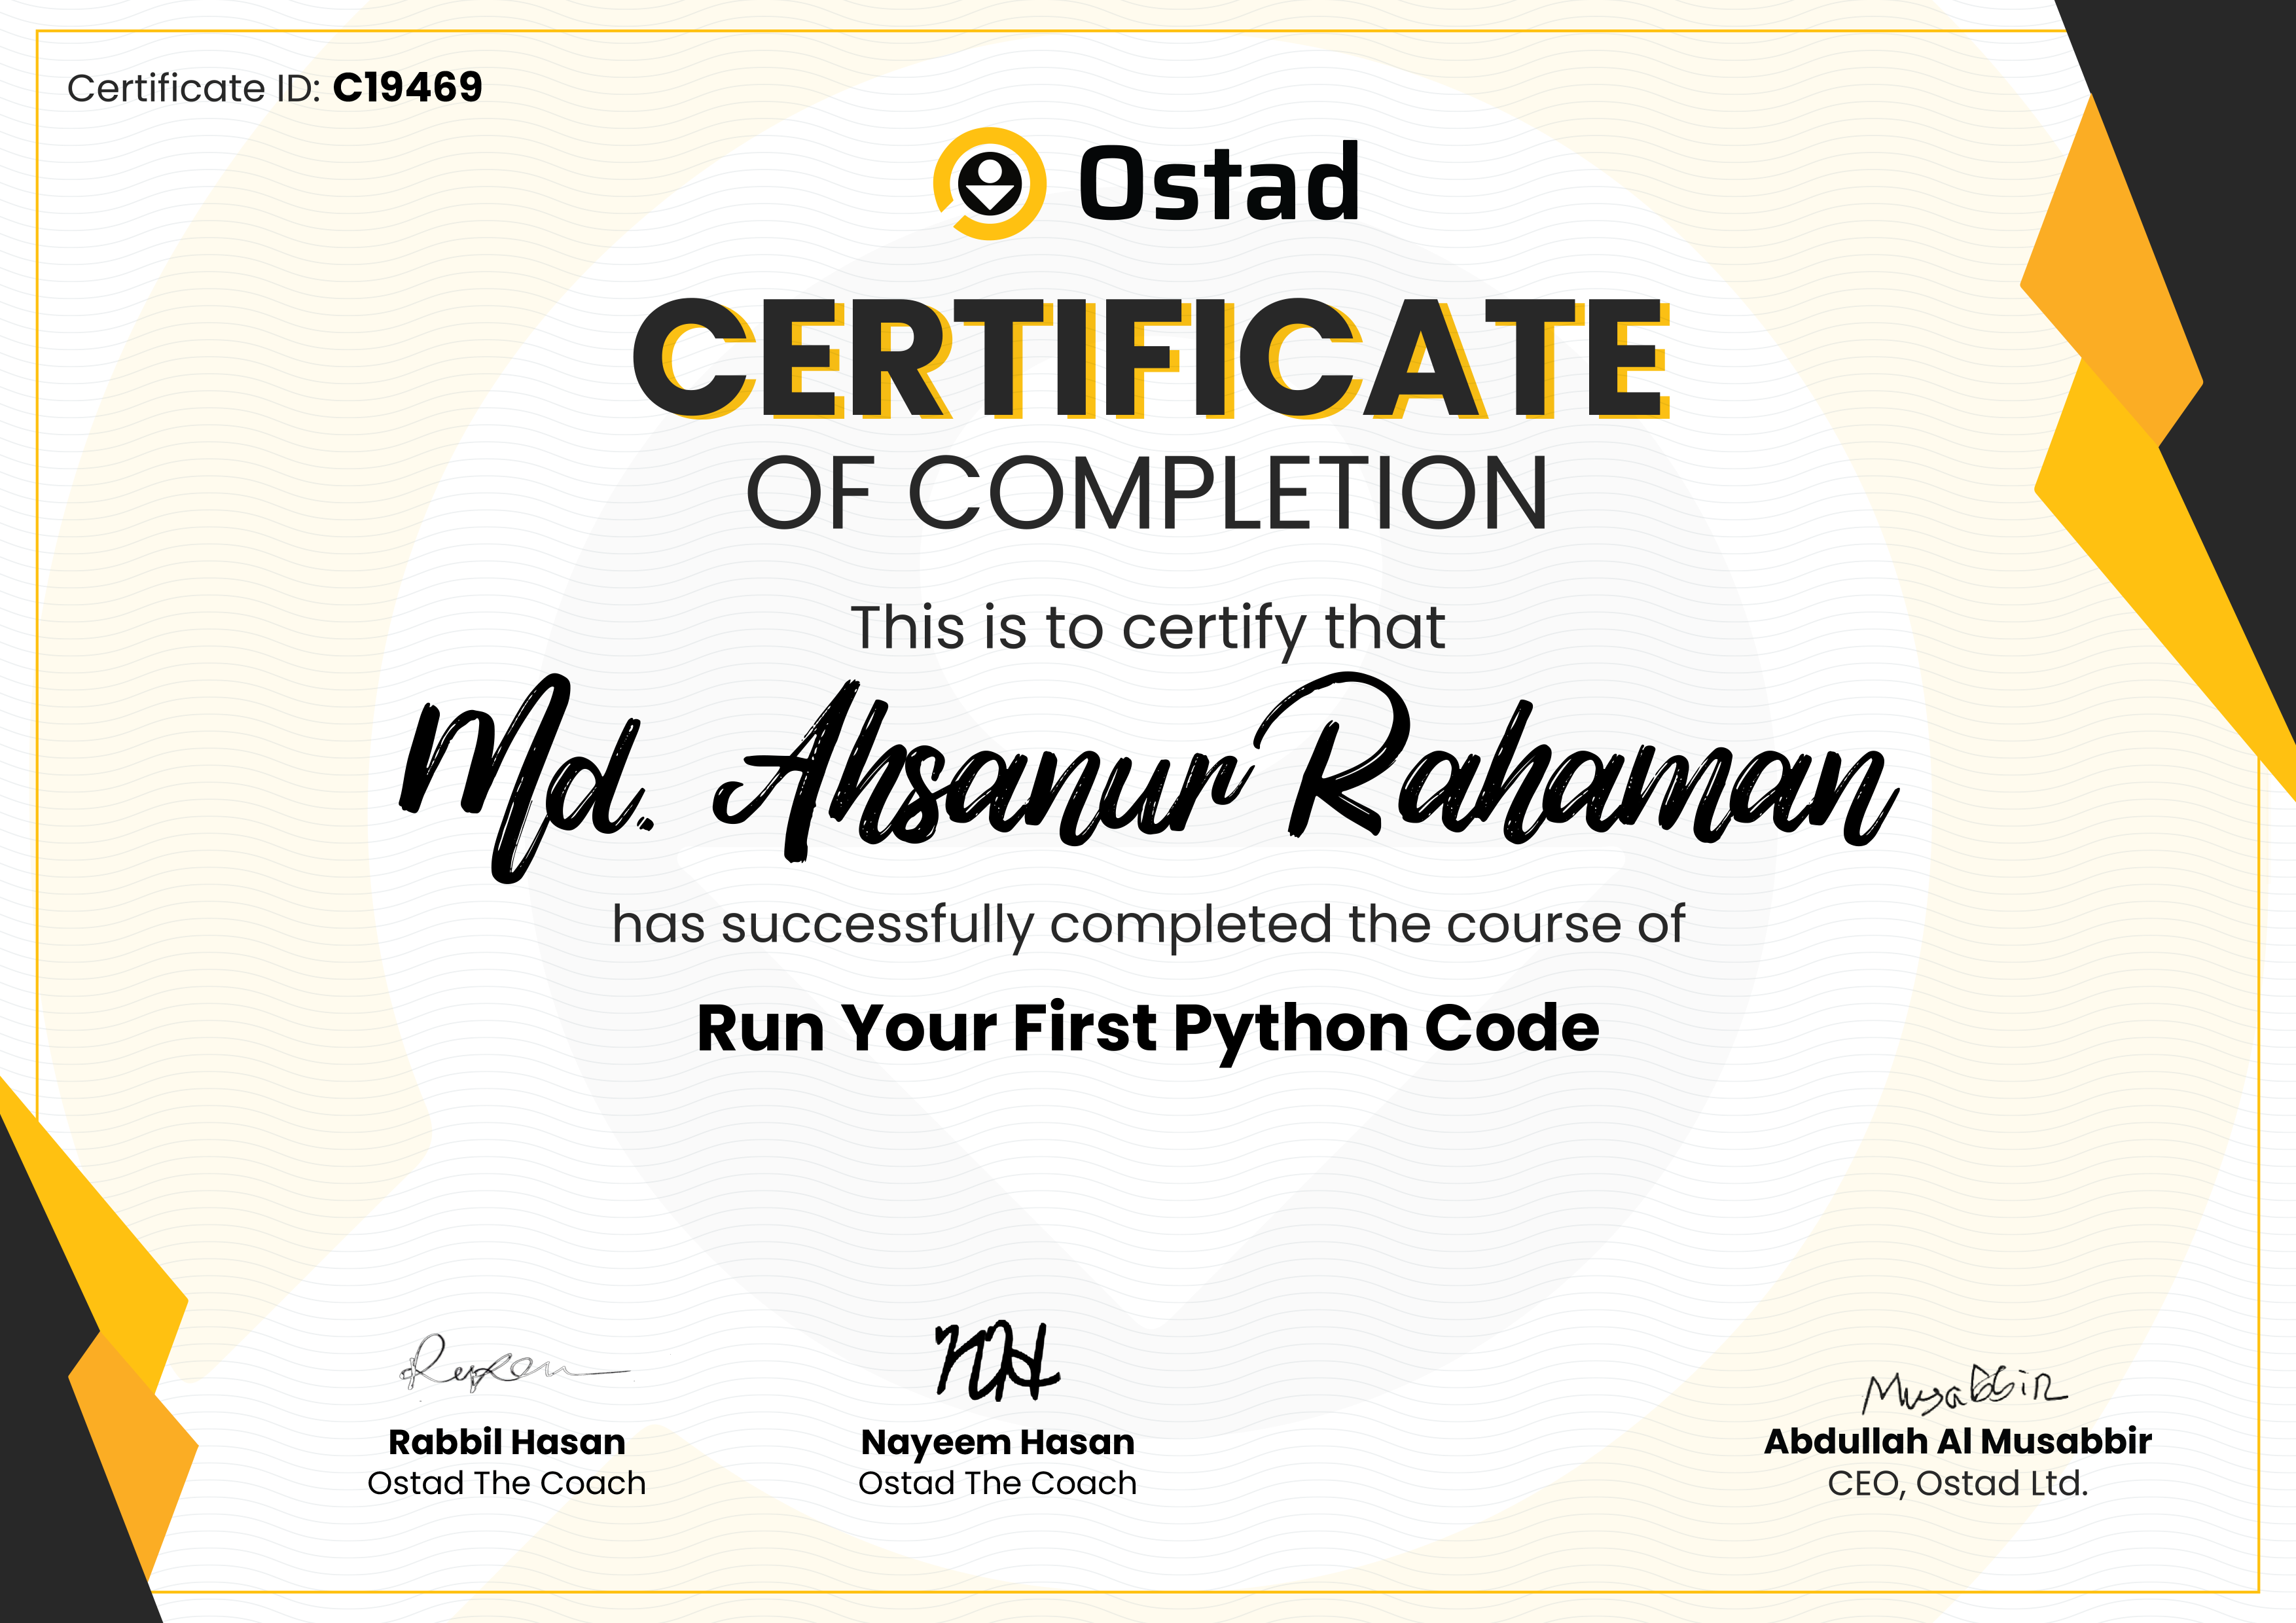 Certificate ID: C19469
Ostad
CERTIFICATE
OF COMPLETION
This is to certify that
Md. Ahsanur Rahaman
has successfully completed the course of
Run Your First Python Code
Musabbir
Rabbil Hasan
Ostad The Coach
Nayeem Hasan
Ostad The Coach
Abdullah Al Musabbir
CEO, Ostad Ltd.